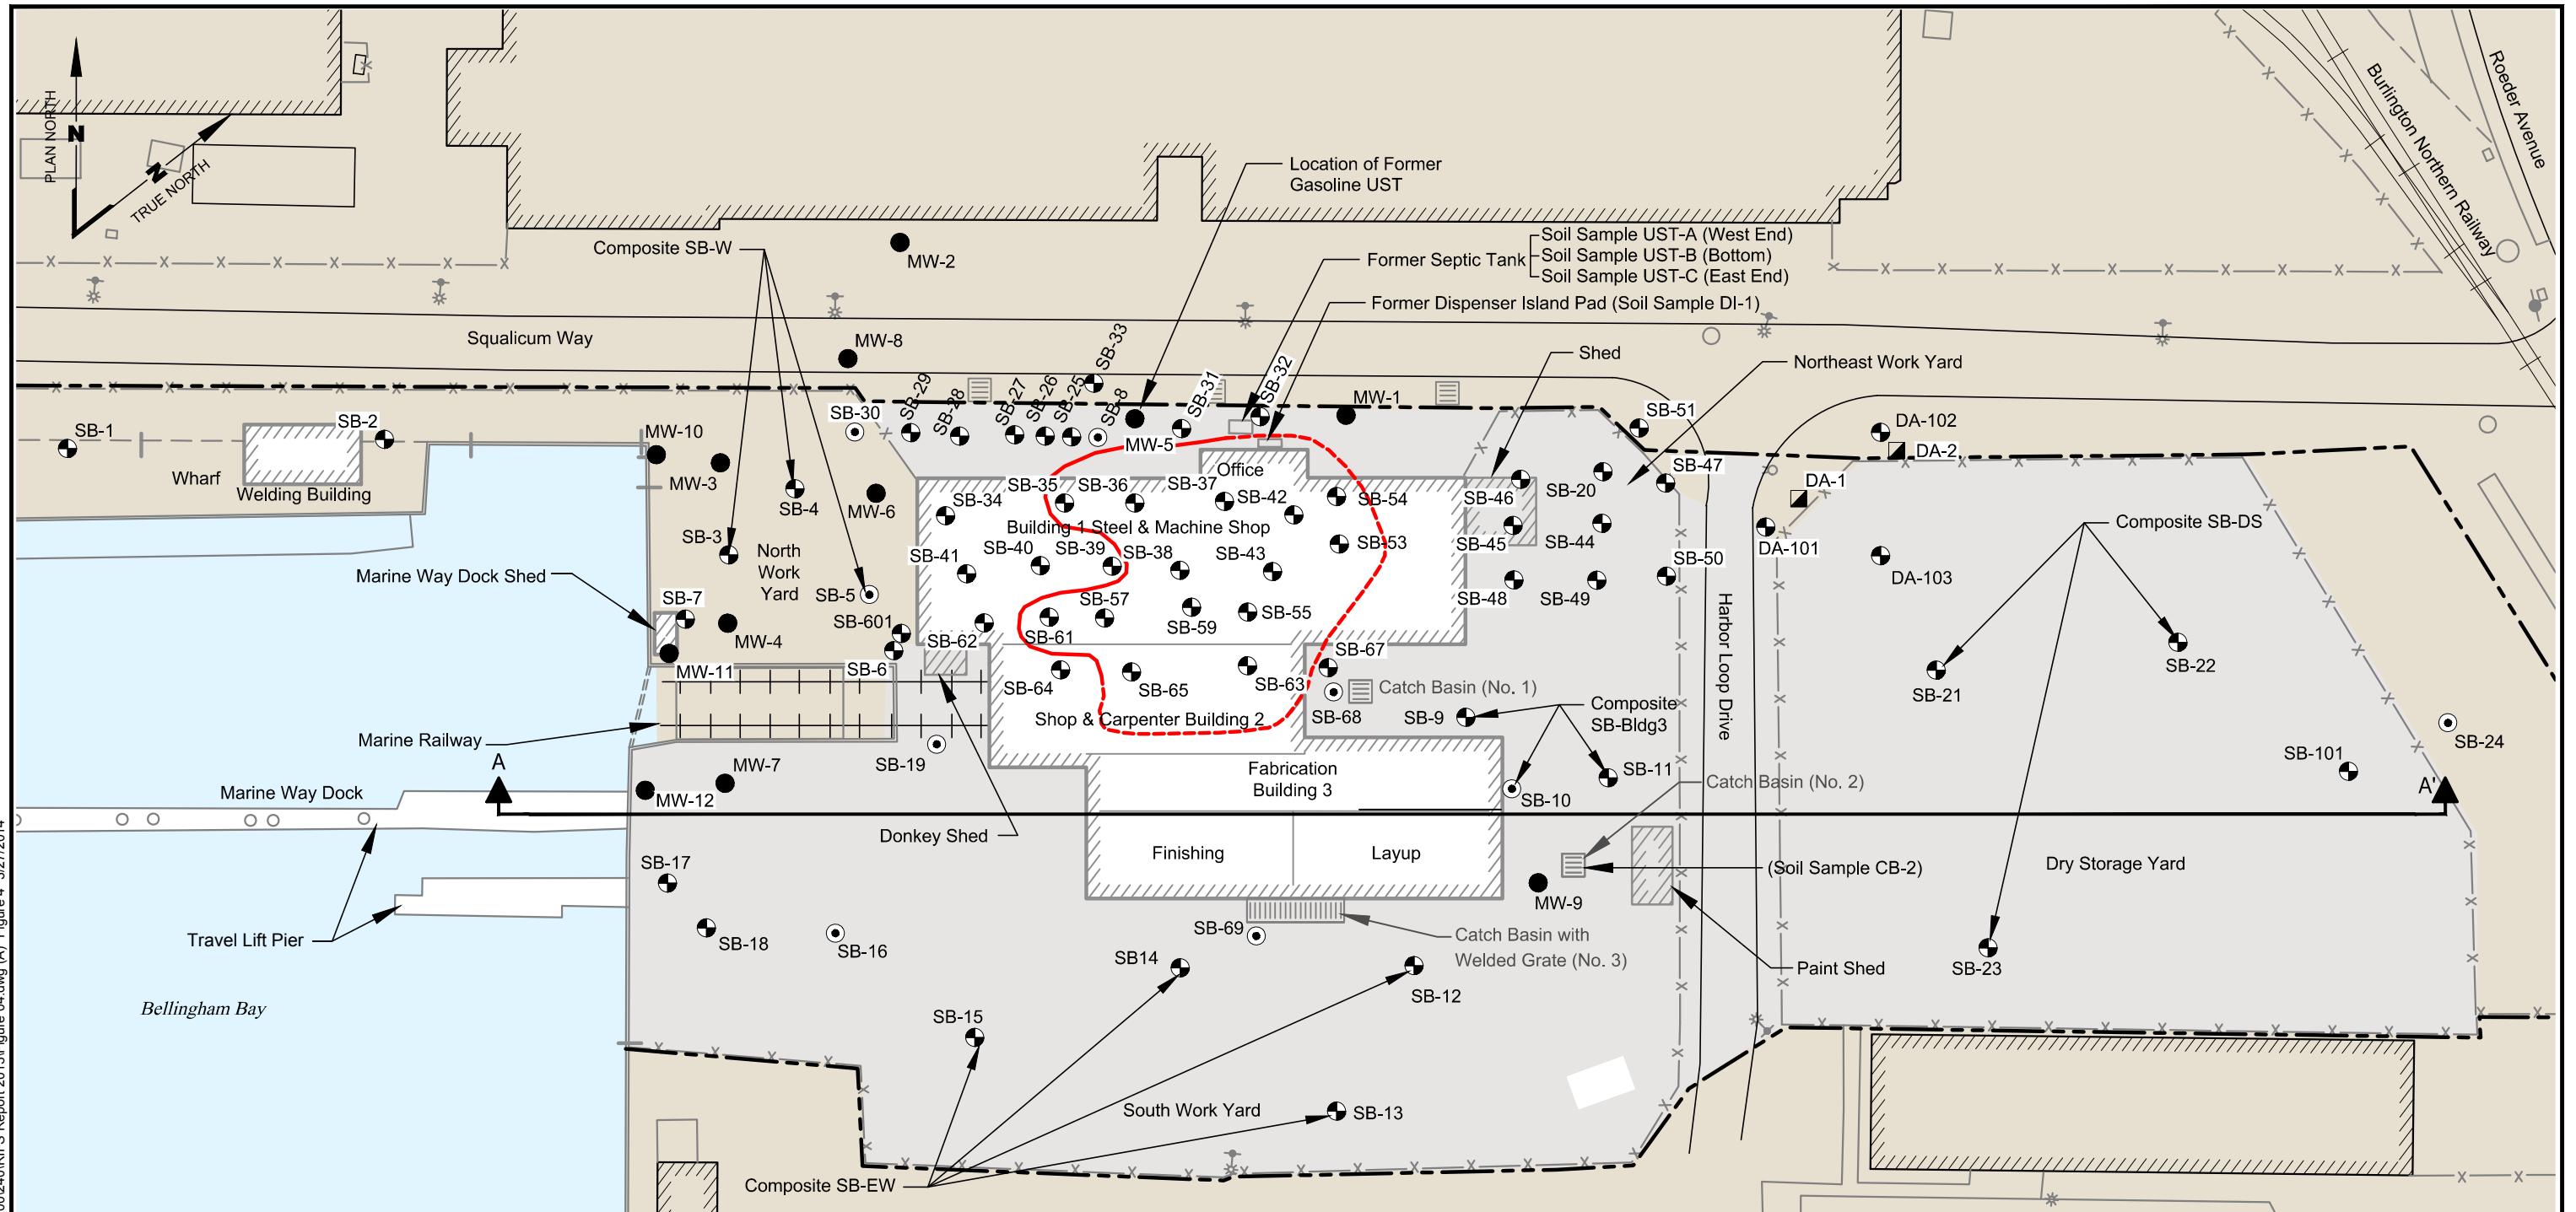 PLAN NORTH
N
N
TRUE NORTH
Roeder Avenue
Burlington Northern Railway
Location of Former
Gasoline UST
Composite SB-W
MW-2
Former Septic Tank
Soil Sample UST-A (West End)
Soil Sample UST-B (Bottom)
Soil Sample UST-C (East End)
Former Dispenser Island Pad (Soil Sample DI-1)
Squalicum Way
MW-8
SB-33
Shed
Northeast Work Yard
SB-1
SB-2
SB-30
SB-29
SB-28
SB-27
SB-26
SB-25
SB-8
MW-5
SB-31
SB-32
MW-1
SB-51
DA-102
DA-2
Wharf
Welding Building
MW-10
MW-3
SB-4
MW-6
Office
SB-34
SB-35
SB-36
SB-37
SB-42
SB-54
SB-46
SB-20
SB-47
DA-1
Building 1 Steel & Machine Shop
SB-3
North
Work
Yard
SB-41
SB-40
SB-39
SB-38
SB-43
SB-53
SB-45
SB-44
SB-50
DA-101
DA-103
Composite SB-DS
Marine Way Dock Shed
SB-7
MW-4
SB-5
SB-601
SB-62
SB-61
SB-57
SB-59
SB-55
SB-48
SB-49
Harbor Loop Drive
SB-21
SB-22
MW-11
SB-6
SB-64
SB-65
SB-63
SB-67
SB-68
Catch Basin (No. 1)
SB-9
Composite
SB-Bldg3
Shop & Carpenter Building 2
Marine Railway
SB-19
SB-24
SB-101
A
A'
MW-7
MW-12
Marine Way Dock
Fabrication
Building 3
SB-10
SB-11
Catch Basin (No. 2)
Donkey Shed
Finishing
Layup
(Soil Sample CB-2)
Dry Storage Yard
SB-17
MW-9
SB-18
SB-16
SB-69
Catch Basin with
Welded Grate (No. 3)
Travel Lift Pier
SB14
SB-12
Paint Shed
SB-23
Bellingham Bay
SB-15
South Work Yard
SB-13
Composite SB-EW